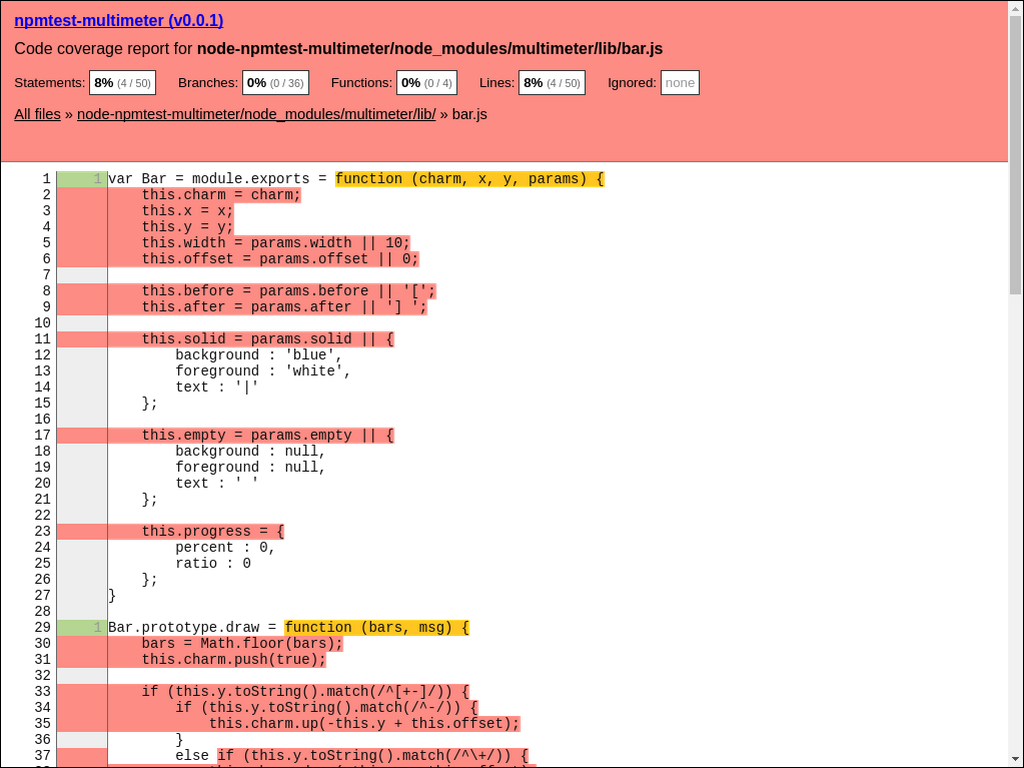 npmtest-multimeter (v0.0.1)
Code coverage report for node-npmtest-multimeter/node_modules/multimeter/lib/bar.js
Statements: 8% (4 / 50) Branches: 0% (0 / 36) Functions: 0% (0 / 4) Lines: 8% (4 / 50) Ignored: none
All files » node-npmtest-multimeter/node_modules/multimeter/lib/ » bar.js
1 1 var Bar = module.exports = function (charm, x, y, params) {
2     this.charm = charm;
3     this.x = x;
4     this.y = y;
5     this.width = params.width || 10;
6     this.offset = params.offset || 0;
7
8     this.before = params.before || '[';
9     this.after = params.after || '] ';
10
11     this.solid = params.solid || {
12         background : 'blue',
13         foreground : 'white',
14         text : '|'
15     };
16
17     this.empty = params.empty || {
18         background : null,
19         foreground : null,
20         text : ' '
21     };
22
23     this.progress = {
24         percent : 0,
25         ratio : 0
26     };
27 }
28
29 1 Bar.prototype.draw = function (bars, msg) {
30     bars = Math.floor(bars);
31     this.charm.push(true);
32
33     if (this.y.toString().match(/^[+-]/)) {
34         if (this.y.toString().match(/^-/)) {
35             this.charm.up(-this.y + this.offset);
36         }
37         else if (this.y.toString().match(/^\+/)) {